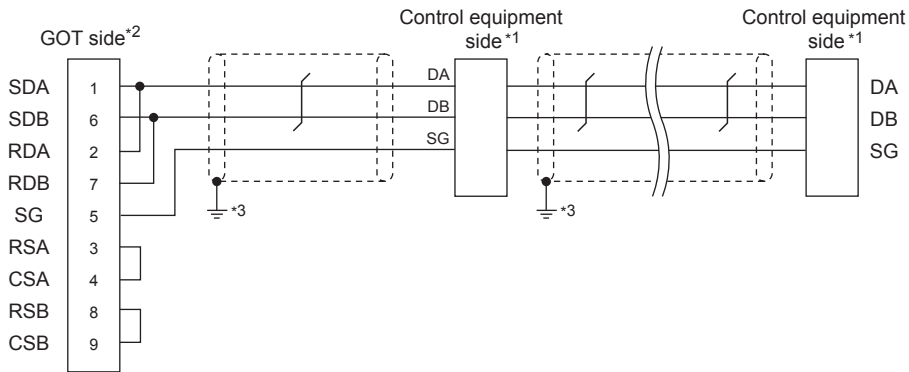 GOT side*2
Control equipment
side*1
Control equipment
side*1
SDA 1 DA DA
SDB 6 DB DB
RDA 2 SG SG
RDB 7
SG 5 *3 *3
RSA 3
CSA 4
RSB 8
CSB 9